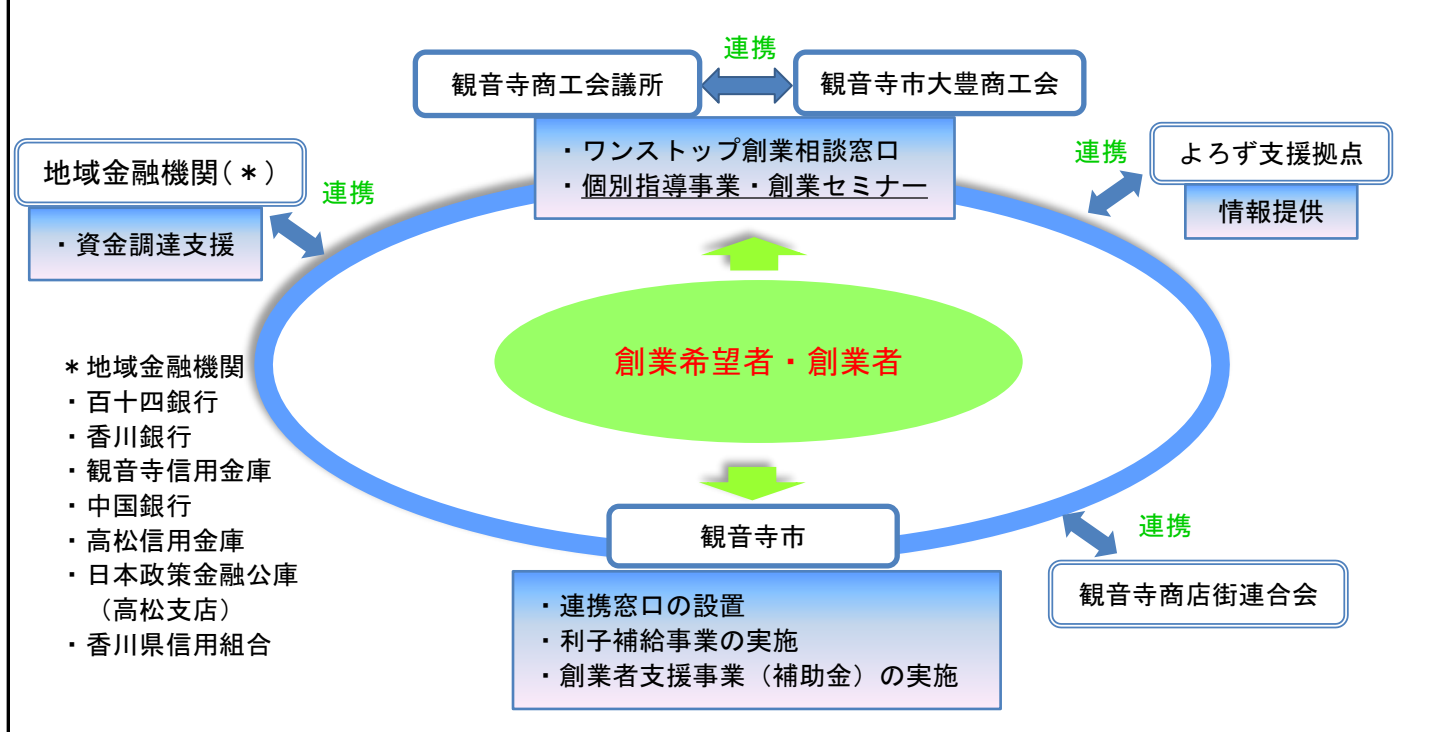 連携
観音寺商工会議所
観音寺市大豊商工会
・ワンストップ創業相談窓口
・個別指導事業・創業セミナー
地域金融機関(＊)
連携
・資金調達支援
連携
よろず支援拠点
情報提供
創業希望者・創業者
＊地域金融機関
・百十四銀行
・香川銀行
・観音寺信用金庫
・中国銀行
・高松信用金庫
・日本政策金融公庫
（高松支店）
・香川県信用組合
観音寺市
・連携窓口の設置
・利子補給事業の実施
・創業者支援事業（補助金）の実施
連携
観音寺商店街連合会